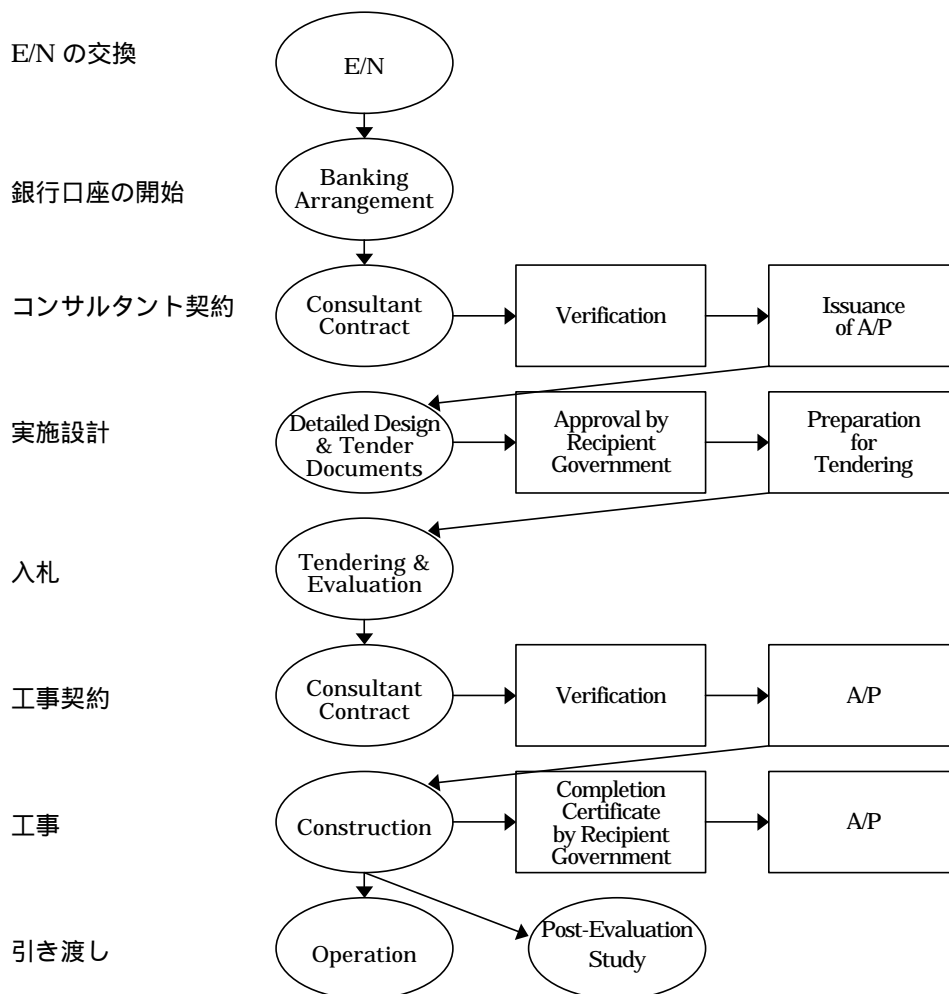 E/N の交換
E/N
銀行口座の開始
Banking
Arrangement
コンサルタント契約
Consultant
Contract
Verification
Issuance
of A/P
実施設計
Detailed Design
& Tender
Documents
Approval by
Recipient
Government
Preparation
for
Tendering
入札
Tendering &
Evaluation
工事契約
Consultant
Contract
Verification
A/P
工事
Construction
Completion
Certificate
by Recipient
Government
A/P
引き渡し
Operation
Post-Evaluation
Study